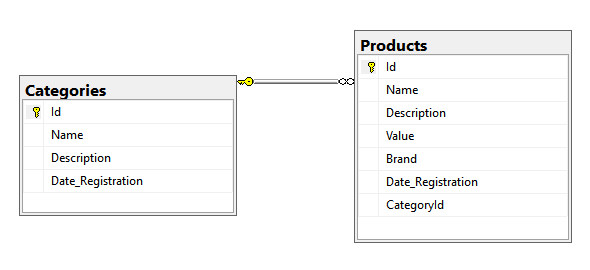 Categories
Id
Name
Description
Date_Registration
Products
Id
Name
Description
Value
Brand
Date_Registration
CategoryId